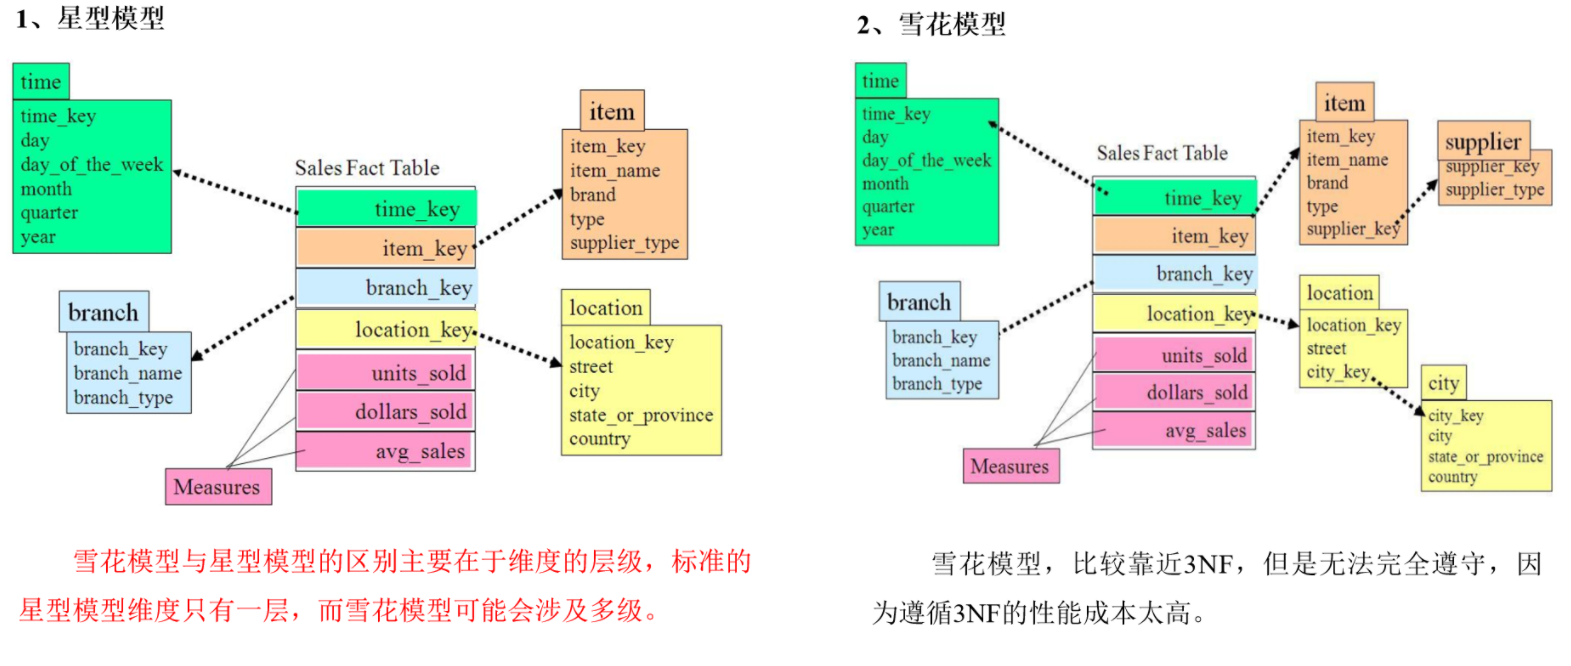 1、星型模型
time
time_key
day
day_of_the_week
month
quarter
year
branch
branch_key
branch_name
branch_type
Sales Fact Table
time_key
item_key
branch_key
location_key
units_sold
dollars_sold
avg_sales
Measures
item
item_key
item_name
brand
type
supplier_type
location
location_key
street
city
state_or_province
country
雪花模型与星型模型的区别主要在于维度的层级，标准的
星型模型维度只有一层，而雪花模型可能会涉及多级。
2、雪花模型
time
time_key
day
day_of_the_week
month
quarter
year
branch
branch_key
branch_name
branch_type
Sales Fact Table
time_key
item_key
branch_key
location_key
units_sold
dollars_sold
avg_sales
Measures
item
item_key
item_name
brand
type
supplier_key
supplier
supplier_key
supplier_type
location
location_key
street
city_key
city
city_key
city
state_or_province
country
雪花模型，比较靠近3NF，但是无法完全遵守，因
为遵循3NF的性能成本太高。